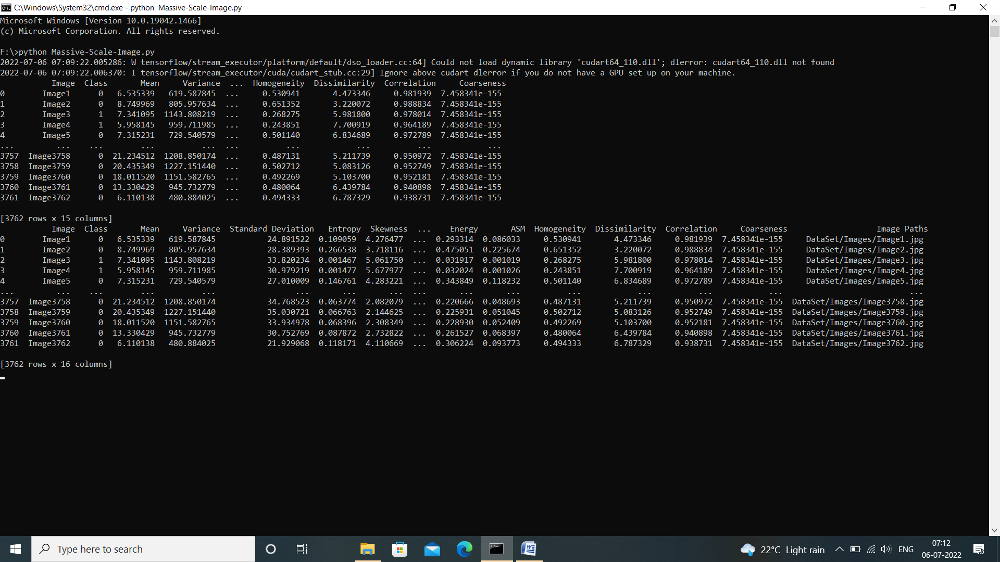 C:\Windows\System32\cmd.exe - python  Massive-Scale-Image.py
Microsoft Windows [Version 10.0.19042.1466]
(c) Microsoft Corporation. All rights reserved.
F:\>python Massive-Scale-Image.py
2022-07-06 07:09:22.005286: W tensorflow/stream_executor/platform/default/dso_loader.cc:64] Could not load dynamic library 'cudart64_110.dll'; dlerror: cudart64_110.dll not found
2022-07-06 07:09:22.006370: I tensorflow/stream_executor/cuda/cudart_stub.cc:29] Ignore above cudart dlerror if you do not have a GPU set up on your machine.
Image Class Mean Variance ... Homogeneity Dissimilarity Correlation Coarseness
0 Image1 0 6.535339 619.587845 ... 0.530941 4.473346 0.981939 7.458341e-155
1 Image2 0 8.749969 805.957634 ... 0.651352 3.220072 0.988834 7.458341e-155
2 Image3 1 7.341095 1143.808219 ... 0.268275 5.981800 0.978014 7.458341e-155
3 Image4 1 5.958145 959.711985 ... 0.243851 7.700919 0.964189 7.458341e-155
4 Image5 0 7.315231 729.540579 ... 0.501140 6.834689 0.972789 7.458341e-155
... ... ... ... ... ... ... ... ... ...
3757 Image3758 0 21.234512 1208.850174 ... 0.487131 5.211739 0.950972 7.458341e-155
3758 Image3759 0 20.435349 1227.151440 ... 0.502712 5.083126 0.952749 7.458341e-155
3759 Image3760 0 18.011520 1151.582765 ... 0.492269 5.103700 0.952181 7.458341e-155
3760 Image3761 0 13.330429 945.732779 ... 0.480064 6.439784 0.940898 7.458341e-155
3761 Image3762 0 6.110138 480.884025 ... 0.494333 6.787329 0.938731 7.458341e-155
[3762 rows x 15 columns]
Image Class Mean Variance Standard Deviation Entropy Skewness ... Energy ASM Homogeneity Dissimilarity Correlation Coarseness Image Paths
0 Image1 0 6.535339 619.587845 24.891522 0.109059 4.276477 ... 0.293314 0.086033 0.530941 4.473346 0.981939 7.458341e-155 DataSet/Images/Image1.jpg
1 Image2 0 8.749969 805.957634 28.389393 0.266538 3.718116 ... 0.475051 0.225674 0.651352 3.220072 0.988834 7.458341e-155 DataSet/Images/Image2.jpg
2 Image3 1 7.341095 1143.808219 33.820234 0.001467 5.061750 ... 0.031917 0.001019 0.268275 5.981800 0.978014 7.458341e-155 DataSet/Images/Image3.jpg
3 Image4 1 5.958145 959.711985 30.979219 0.001477 5.677977 ... 0.032024 0.001026 0.243851 7.700919 0.964189 7.458341e-155 DataSet/Images/Image4.jpg
4 Image5 0 7.315231 729.540579 27.010009 0.146761 4.283221 ... 0.343849 0.118232 0.501140 6.834689 0.972789 7.458341e-155 DataSet/Images/Image5.jpg
... ... ... ... ... ... ... ... ... ... ... ... ... ... ... ...
3757 Image3758 0 21.234512 1208.850174 34.768523 0.063774 2.082079 ... 0.220666 0.048693 0.487131 5.211739 0.950972 7.458341e-155 DataSet/Images/Image3758.jpg
3758 Image3759 0 20.435349 1227.151440 35.030721 0.066763 2.144625 ... 0.225931 0.051045 0.502712 5.083126 0.952749 7.458341e-155 DataSet/Images/Image3759.jpg
3759 Image3760 0 18.011520 1151.582765 33.934978 0.068396 2.308349 ... 0.228930 0.052409 0.492269 5.103700 0.952181 7.458341e-155 DataSet/Images/Image3760.jpg
3760 Image3761 0 13.330429 945.732779 30.752769 0.087872 2.732822 ... 0.261527 0.068397 0.480064 6.439784 0.940898 7.458341e-155 DataSet/Images/Image3761.jpg
3761 Image3762 0 6.110138 480.884025 21.929068 0.118171 4.110669 ... 0.306224 0.093773 0.494333 6.787329 0.938731 7.458341e-155 DataSet/Images/Image3762.jpg
[3762 rows x 16 columns]
Type here to search
22°C Light rain
ENG
07:12
06-07-2022